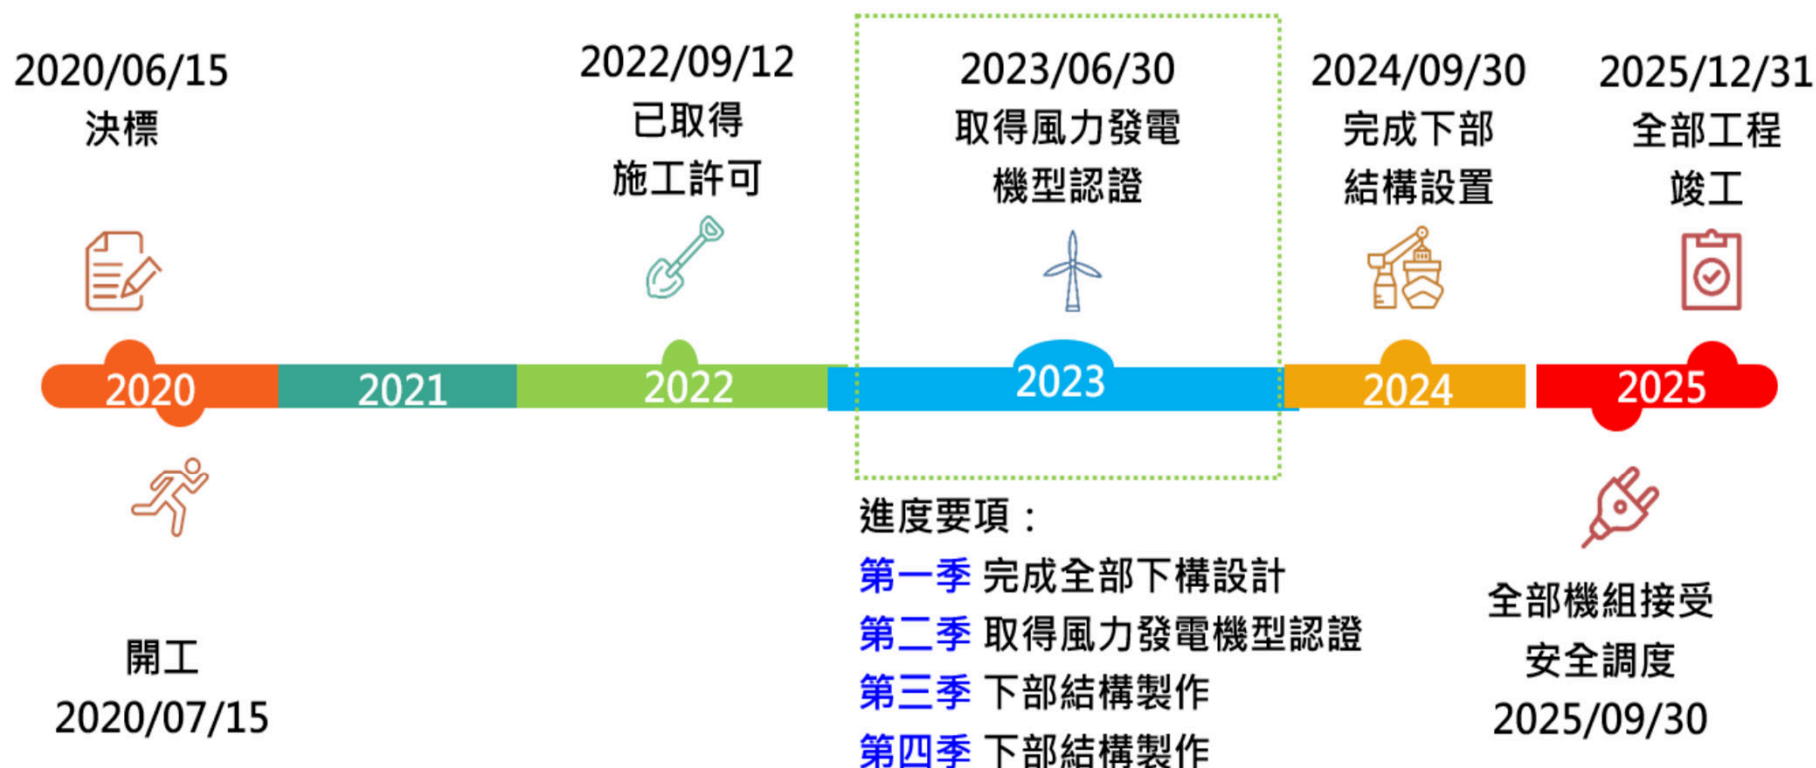 2020/06/15
決標
2022/09/12
已取得
施工許可
2023/06/30
取得風力發電
機型認證
2024/09/30
完成下部
結構設置
2025/12/31
全部工程
竣工
2020
2021
2022
2023
2024
2025
開工
2020/07/15
進度要項：
第一季 完成全部下構設計
第二季 取得風力發電機型認證
第三季 下部結構製作
第四季 下部結構製作
全部機組接受
安全調度
2025/09/30